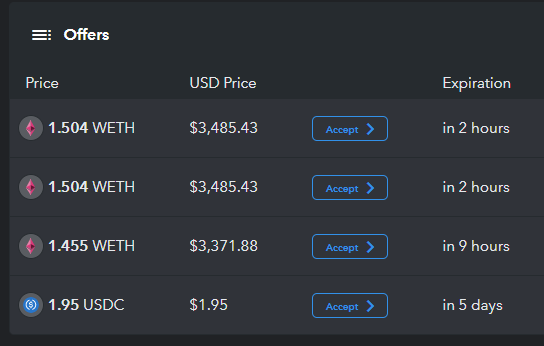 Offers
Price USD Price Expiration
1.504 WETH $3,485.43 Accept in 2 hours
1.504 WETH $3,485.43 Accept in 2 hours
1.455 WETH $3,371.88 Accept in 9 hours
1.95 USDC $1.95 Accept in 5 days